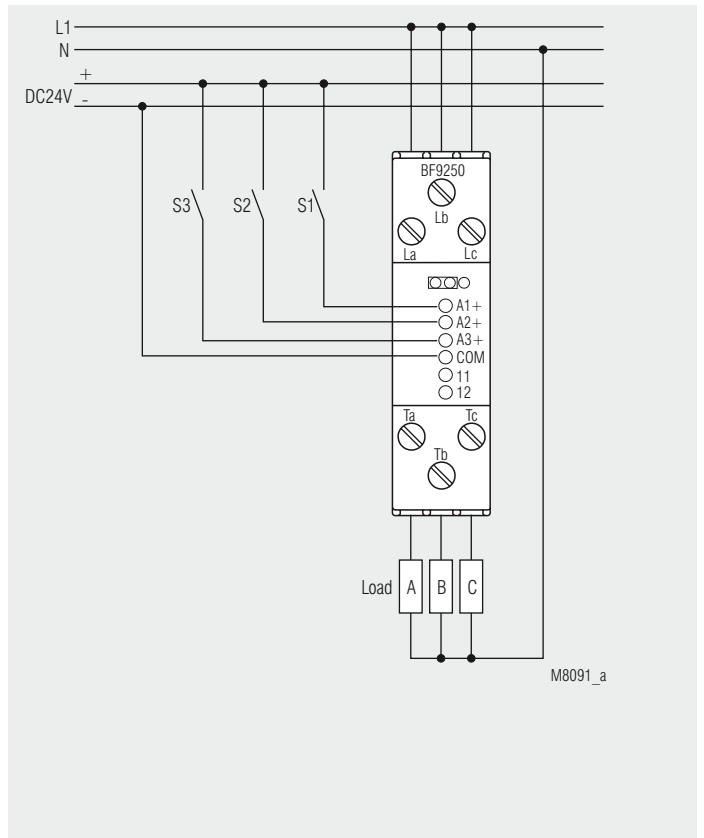 L1
N
+
DC24V -
BF9250
Lb
La Lc
S3 S2 S1
A1+
A2+
A3+
COM
11
12
Ta Tc
Tb
Load A B C
M8091_a